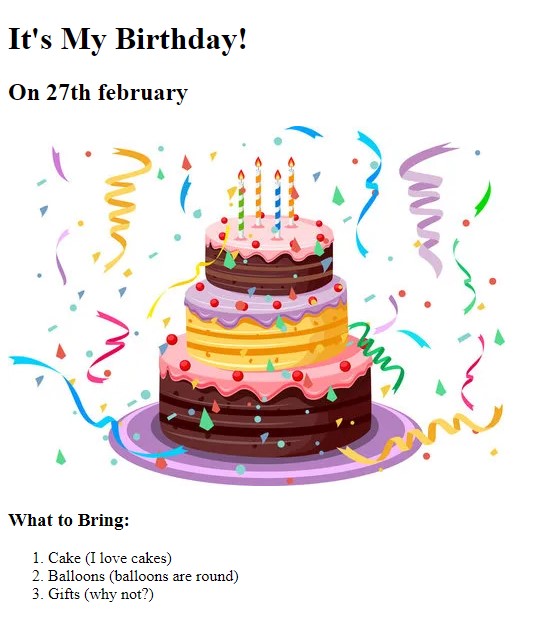 It's My Birthday!
On 27th february
What to Bring:
1. Cake (I love cakes)
2. Balloons (balloons are round)
3. Gifts (why not?)